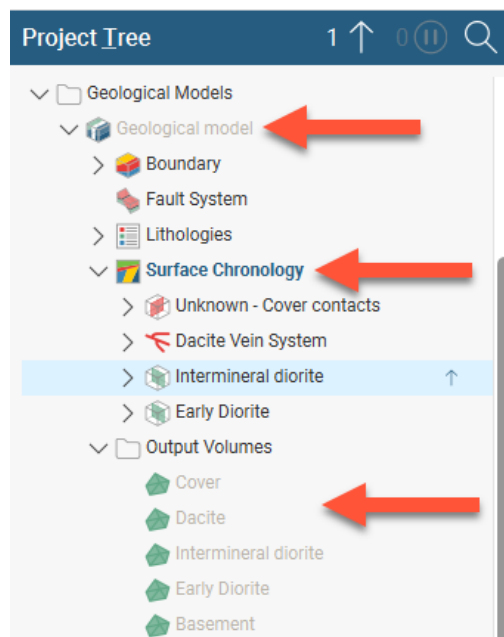 Project Tree 1 0
Geological Models
Geological model
Boundary
Fault System
Lithologies
Surface Chronology
Unknown - Cover contacts
Dacite Vein System
Intermineral diorite
Early Diorite
Output Volumes
Cover
Dacite
Intermineral diorite
Early Diorite
Basement